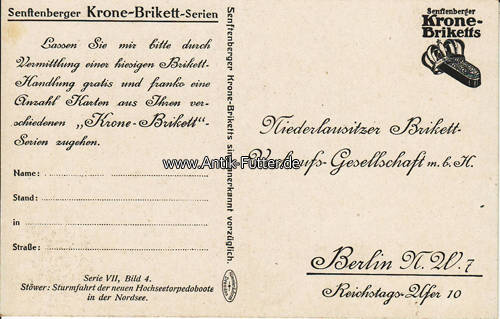 Senftenberger Krone-Brikett-Serien
Lassen Sie mir bitte durch
Vermittlung einer hiesigen Brikett-
Handlung gratis und franko eine
Anzahl Karten aus Ihren ver-
schiedenen „Krone-Brikett"-
Serien zugehen.
Name:
Stand:
in
Straße:
Serie VII, Bild 4.
Stöwer: Sturmfahrt der neuen Hochseetorpedoboote
in der Nordsee.
Senftenberger Krone-Briketts sind anerkannt vorzüglich.
Senftenberger
Krone-
Briketts
Niederlausitzer Brikett-
Verkaufs-Gesellschaft m. b. H.
Berlin N. W. 7
Reichstags-Ufer 10
www.Antik-Falter.de